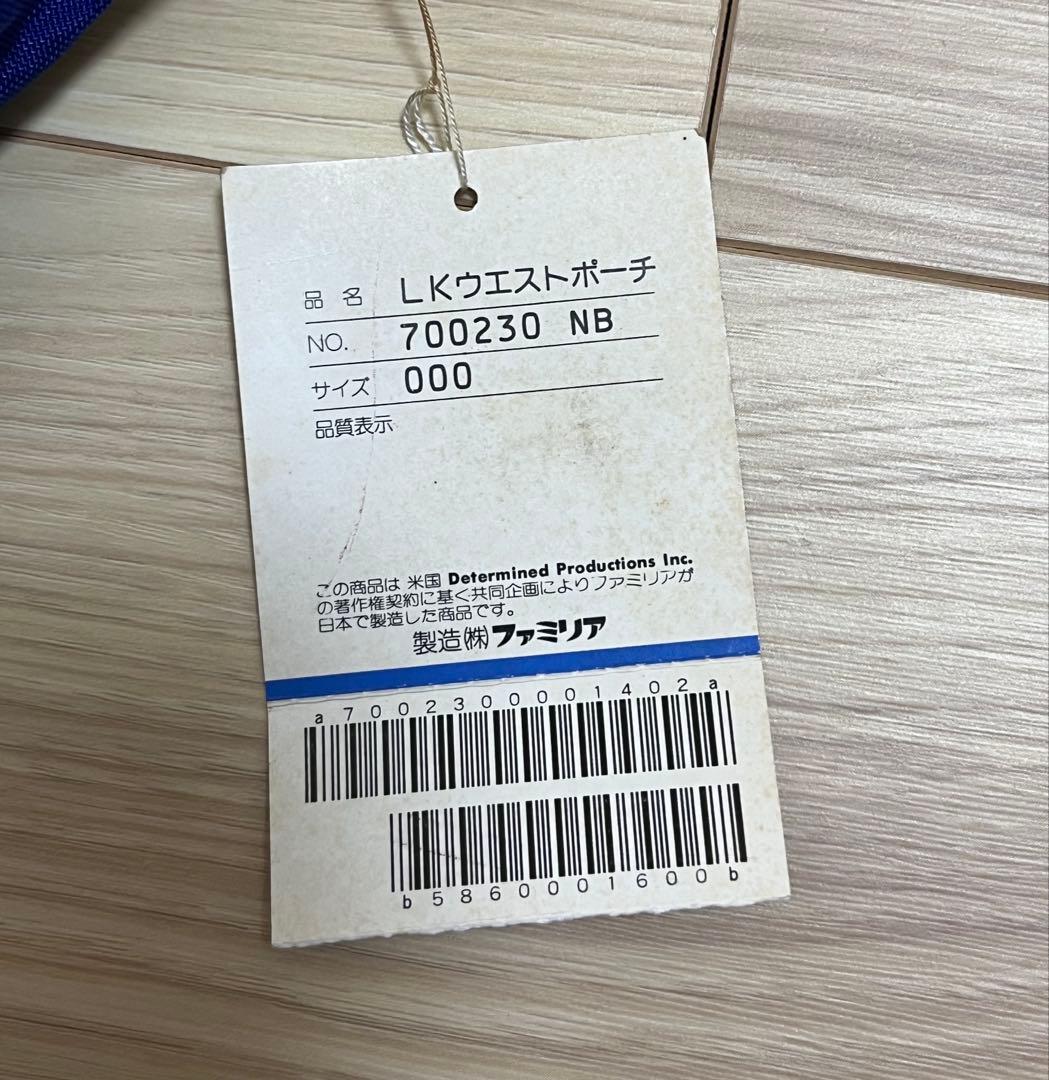 品 名 LKウエストポーチ
NO. 700230 NB
サイズ 000
品質表示
この商品は 米国 Determined Productions Inc.
の著作権契約に基く共同企画によりファミリアが
日本で製造した商品です。
製造㈱ファミリア
a70023000001402a
b5860001600b